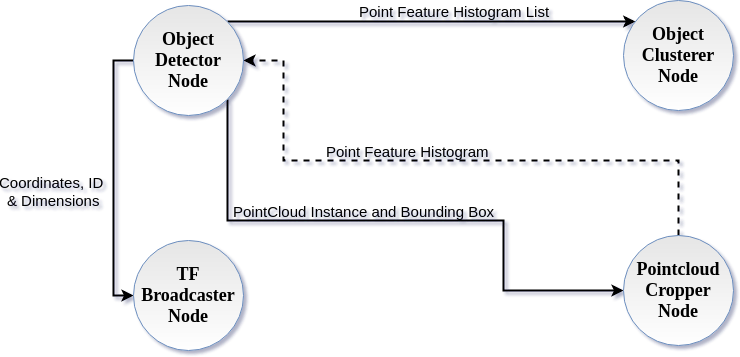 Point Feature Histogram List
Object
Detector
Node
Object
Clusterer
Node
Point Feature Histogram
Coordinates, ID
& Dimensions
PointCloud Instance and Bounding Box
TF
Broadcaster
Node
Pointcloud
Cropper
Node